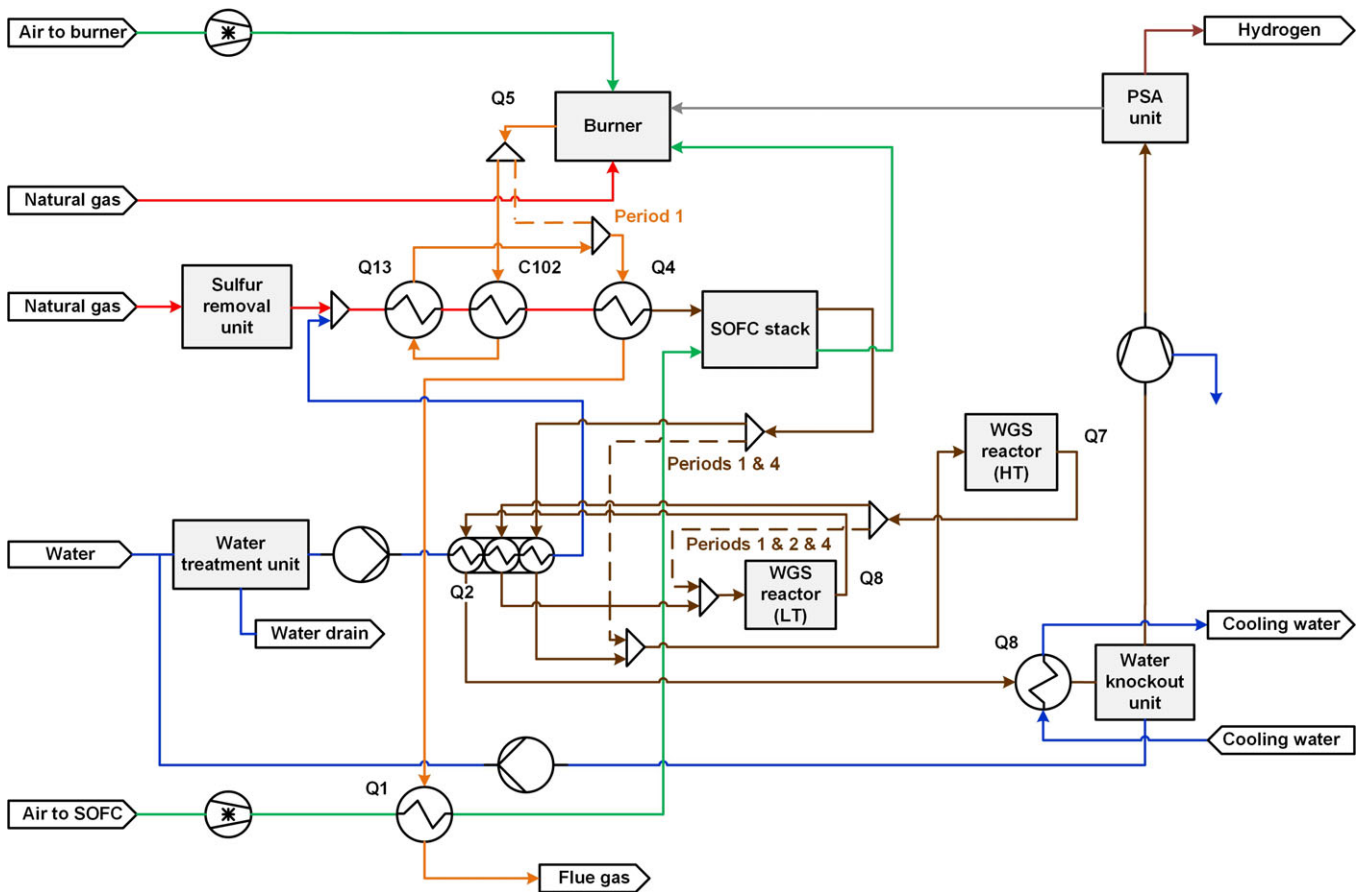 Air to burner
Hydrogen
Q5
Burner
PSA
unit
Natural gas
Period 1
Q13
C102
Q4
Natural gas
Sulfur
removal
unit
SOFC stack
WGS
reactor
(HT)
Q7
Periods 1 & 4
Water
Water
treatment unit
Periods 1 & 2 & 4
WGS
reactor
(LT)
Q8
Q2
Water drain
Cooling water
Q8
Water
knockout
unit
Cooling water
Q1
Air to SOFC
Flue gas